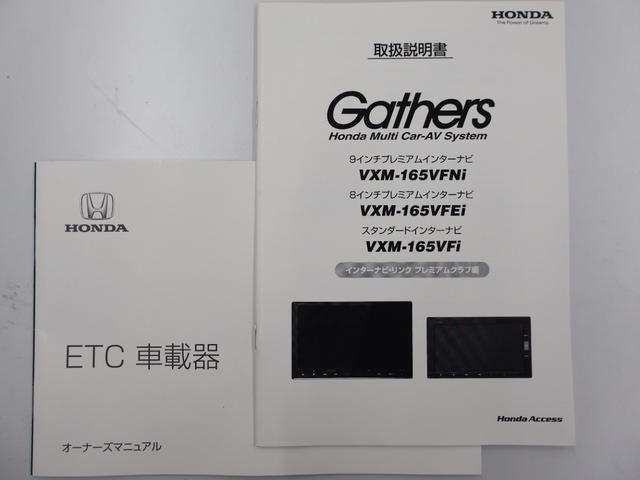 HONDA
The Power of Dreams
取扱説明書
Gathers
Honda Multi Car-AV System
9インチプレミアムインターナビ
VXM-165VFNi
8インチプレミアムインターナビ
VXM-165VFEi
スタンダードインターナビ
VXM-165VFi
インターナビ・リンク プレミアムクラブ編
Honda Access
HONDA
ETC 車載器
オーナーズマニュアル